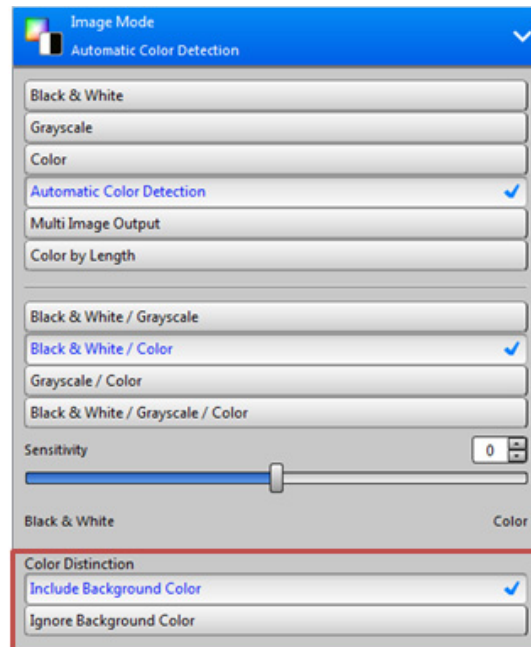 Image Mode
Automatic Color Detection
Black & White
Grayscale
Color
Automatic Color Detection
Multi Image Output
Color by Length
Black & White / Grayscale
Black & White / Color
Grayscale / Color
Black & White / Grayscale / Color
Sensitivity 0
Black & White Color
Color Distinction
Include Background Color
Ignore Background Color